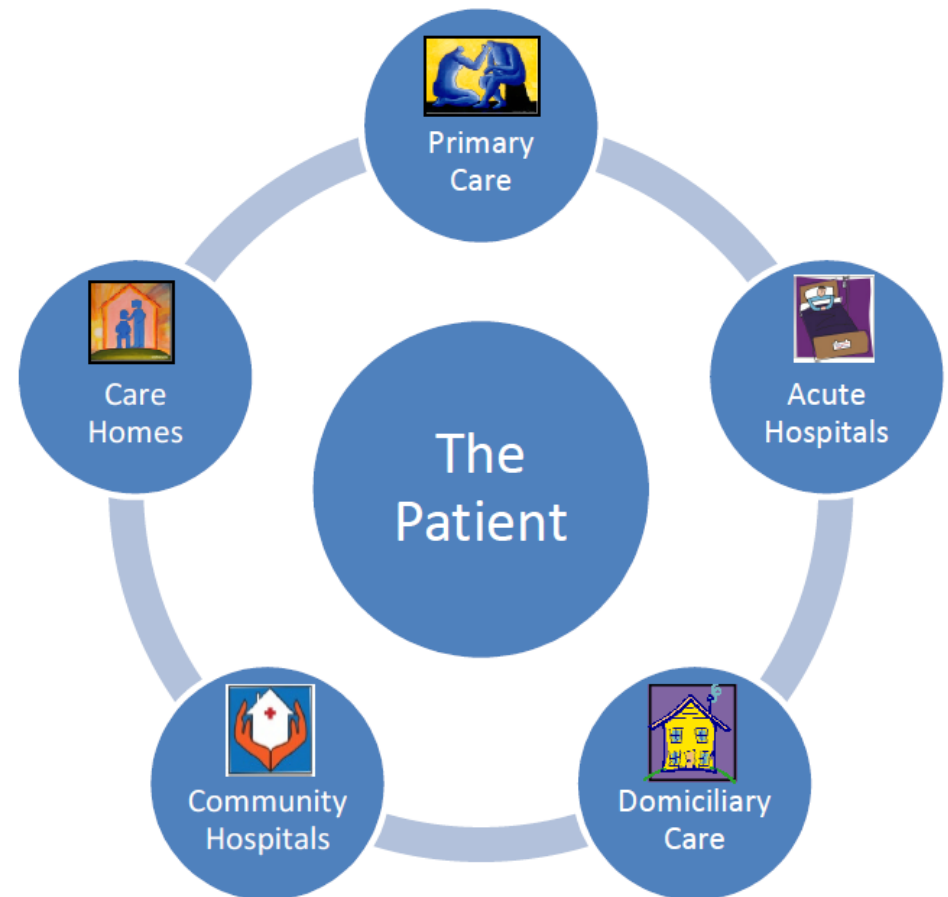 Primary
Care
Care
Homes
Acute
Hospitals
The
Patient
Community
Hospitals
Domiciliary
Care